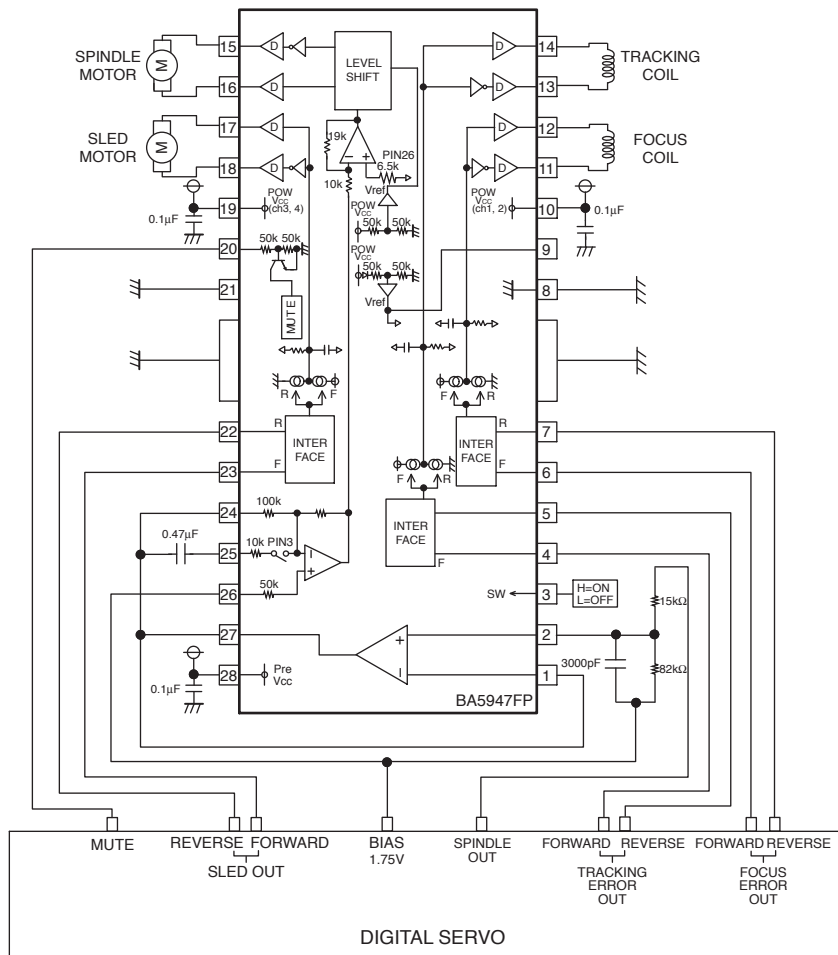 SPINDLE
MOTOR
M
15
16
D
D
LEVEL
SHIFT
D
D
14
13
TRACKING
COIL
SLED
MOTOR
M
17
18
D
D
19k
10k
PIN26
6.5k
Vref
D
D
12
11
FOCUS
COIL
0.1µF
19
POW
VCC
(ch3, 4)
POW
VCC
50k 50k
POW
VCC
(ch1, 2)
10
0.1µF
20
50k 50k
POW
VCC
50k 50k
Vref
9
21
MUTE
8
R F
F R
22
R
INTER
FACE
23
F
INTER
FACE
R
7
F
6
F R
24
100k
INTER
FACE
5
0.47µF
25
10k PIN3
F
4
26
50k
SW
3
H=ON
L=OFF
15kΩ
27
2
3000pF
82kΩ
0.1µF
28
Pre
Vcc
1
BA5947FP
MUTE
REVERSE FORWARD
SLED OUT
BIAS
1.75V
SPINDLE
OUT
FORWARD REVERSE
TRACKING
ERROR
OUT
FORWARD REVERSE
FOCUS
ERROR
OUT
DIGITAL SERVO